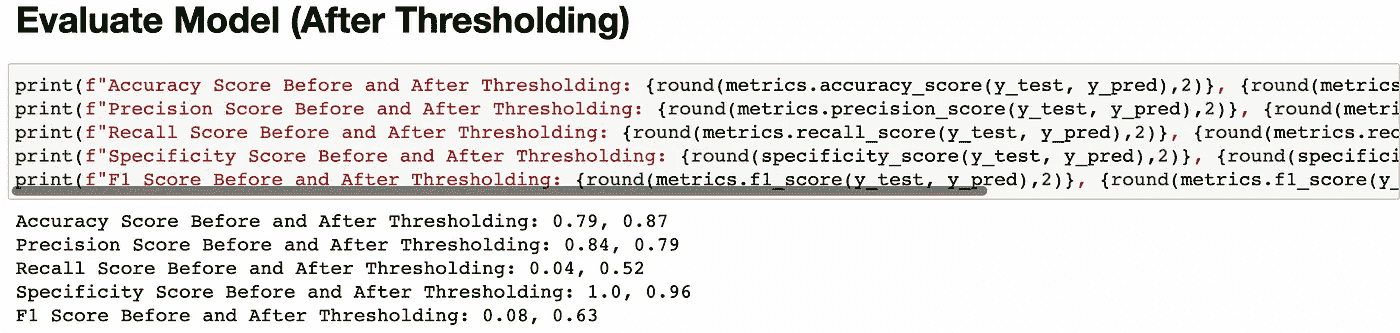 Evaluate Model (After Thresholding)
print(f"Accuracy Score Before and After Thresholding: {round(metrics.accuracy_score(y_test, y_pred),2)}, {round(metrics
print(f"Precision Score Before and After Thresholding: {round(metrics.precision_score(y_test, y_pred),2)}, {round(metri
print(f"Recall Score Before and After Thresholding: {round(metrics.recall_score(y_test, y_pred),2)}, {round(metrics.rec
print(f"Specificity Score Before and After Thresholding: {round(specificity_score(y_test, y_pred),2)}, {round(specifici
print(f"F1 Score Before and After Thresholding: {round(metrics.f1_score(y_test, y_pred),2)}, {round(metrics.f1_score(y_
Accuracy Score Before and After Thresholding: 0.79, 0.87
Precision Score Before and After Thresholding: 0.84, 0.79
Recall Score Before and After Thresholding: 0.04, 0.52
Specificity Score Before and After Thresholding: 1.0, 0.96
F1 Score Before and After Thresholding: 0.08, 0.63